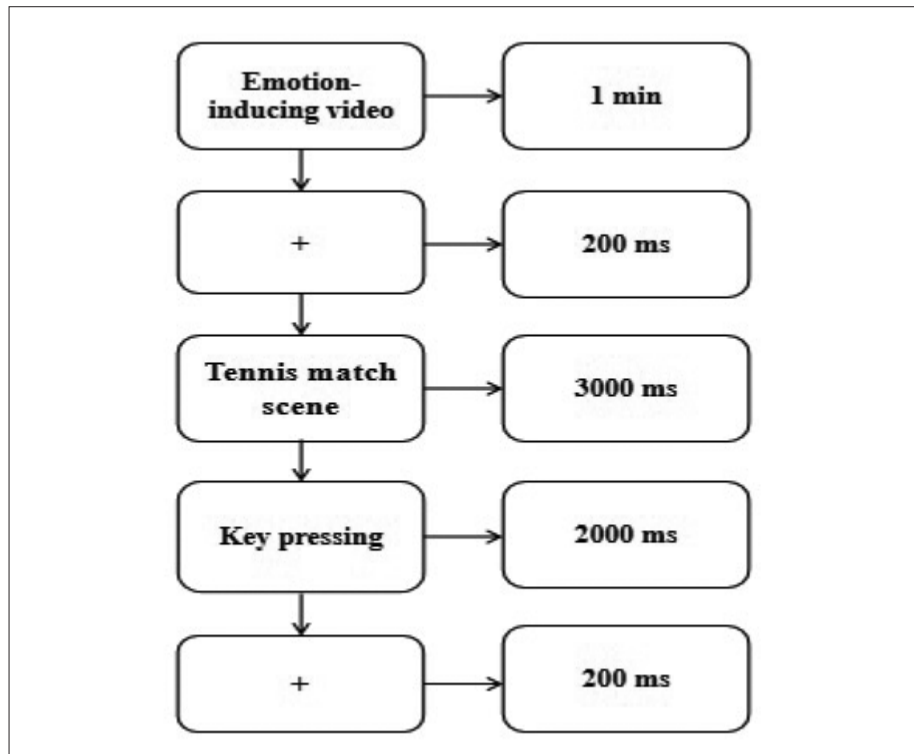 Emotion-
inducing video
1 min
+
200 ms
Tennis match
scene
3000 ms
Key pressing
2000 ms
+
200 ms